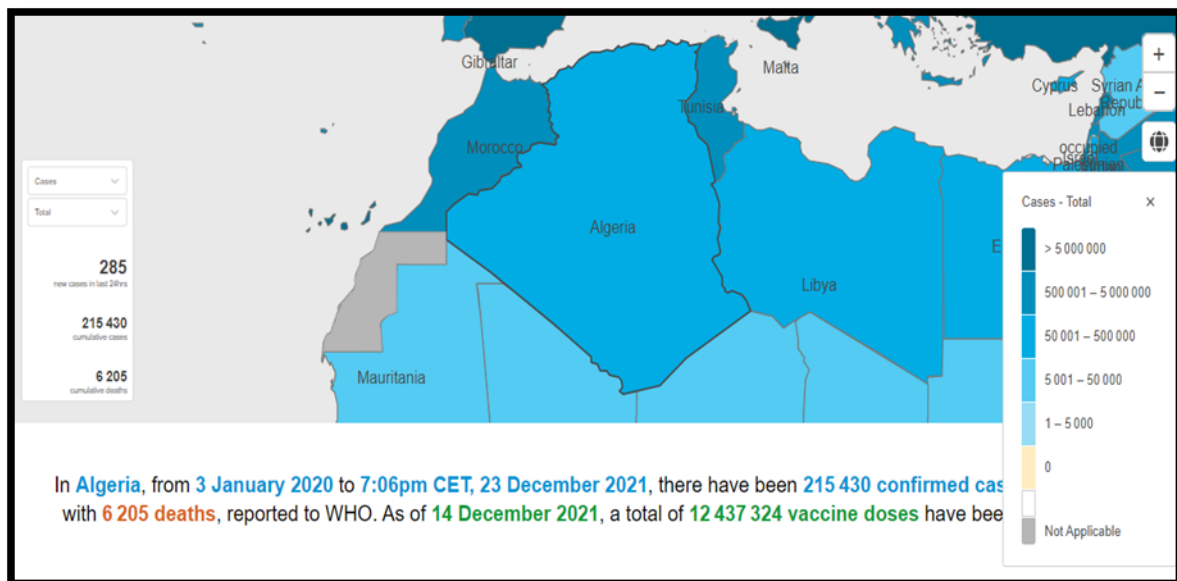 Gibraltar
Malta
Cyprus
Syrian A
Repub
Lebanon
Tunisia
Morocco
occupied
Israel
Algeria
Libya
E
Mauritania
Cases
Total
285
new cases in last 24hrs
215 430
cumulative cases
6 205
cumulative deaths
+
−
Cases - Total X
> 5 000 000
500 001 – 5 000 000
50 001 – 500 000
5 001 – 50 000
1 – 5 000
0
Not Applicable
In Algeria, from 3 January 2020 to 7:06pm CET, 23 December 2021, there have been 215 430 confirmed cas
with 6 205 deaths, reported to WHO. As of 14 December 2021, a total of 12 437 324 vaccine doses have bee